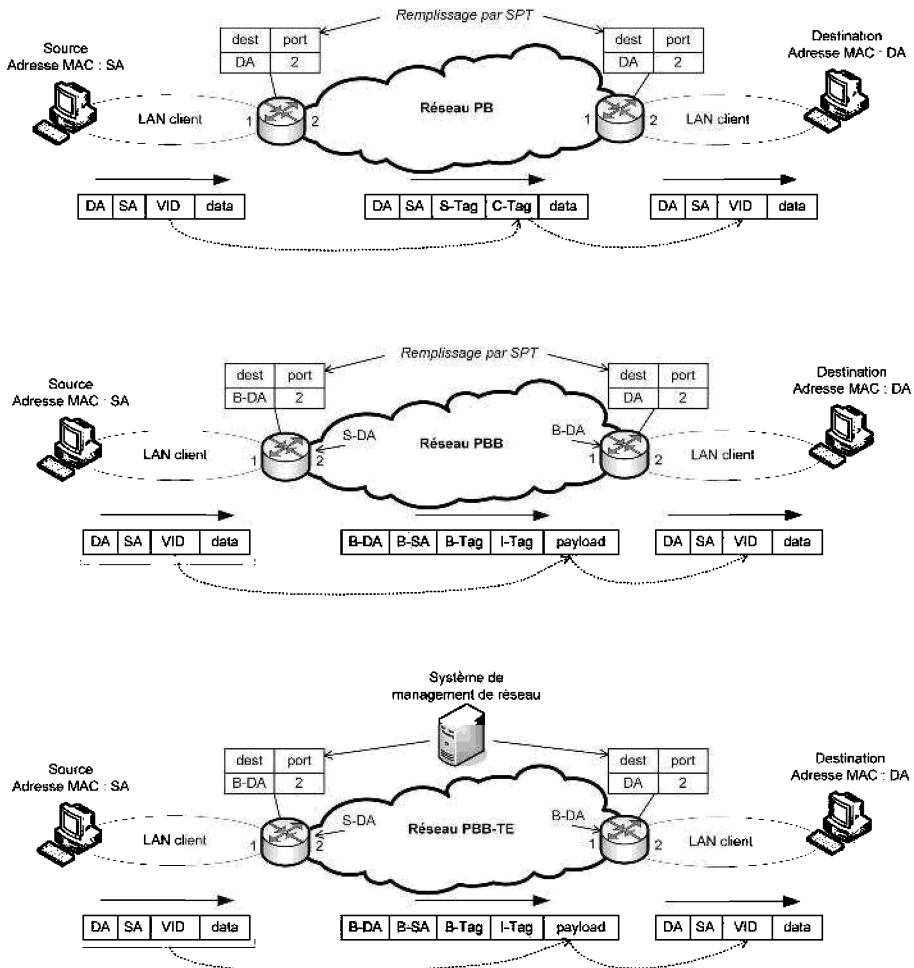 Remplissage par SPT
dest port
DA 2
dest port
DA 2
Source
Adresse MAC : SA
Destination
Adresse MAC : DA
LAN client
1
2
Réseau PB
1
2
LAN client
DA SA VID data
DA SA S-Tag C-Tag data
DA SA VID data
Remplissage par SPT
dest port
B-DA 2
dest port
DA 2
Source
Adresse MAC : SA
Destination
Adresse MAC : DA
LAN client
1
2
S-DA
Réseau PBB
B-DA
1
2
LAN client
DA SA VID data
B-DA B-SA B-Tag I-Tag payload
DA SA VID data
Système de
management de réseau
dest port
B-DA 2
dest port
DA 2
Source
Adresse MAC : SA
Destination
Adresse MAC : DA
LAN client
1
2
S-DA
Réseau PBB-TE
B-DA
1
2
LAN client
DA SA VID data
B-DA B-SA B-Tag I-Tag payload
DA SA VID data